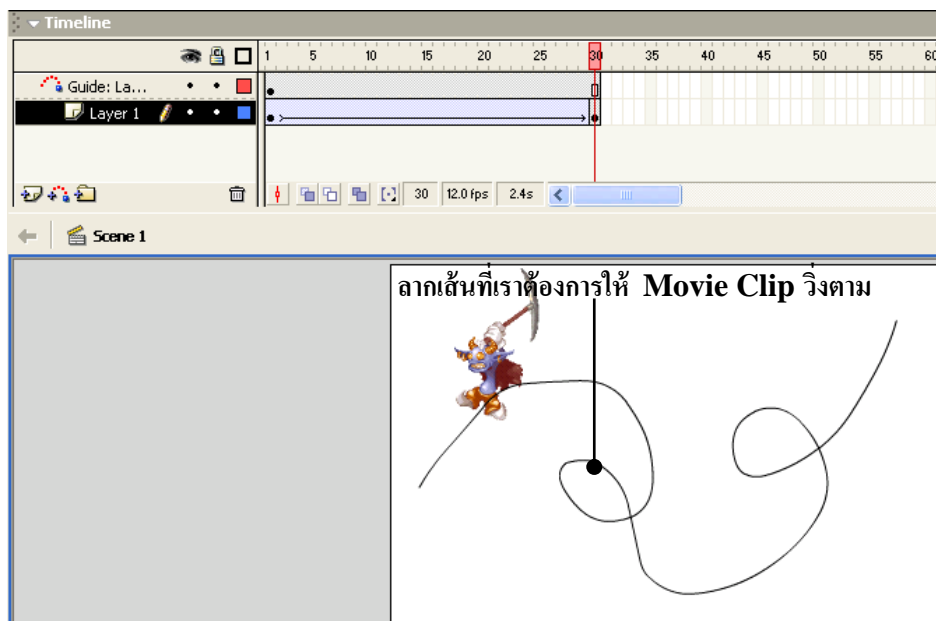 Timeline
1 5 10 15 20 25 30 35 40 45 50 55 60
Guide: La...
Layer 1
30 12.0 fps 2.4s
Scene 1
ลากเส้นที่เราต้องการให้ Movie Clip วิ่งตาม